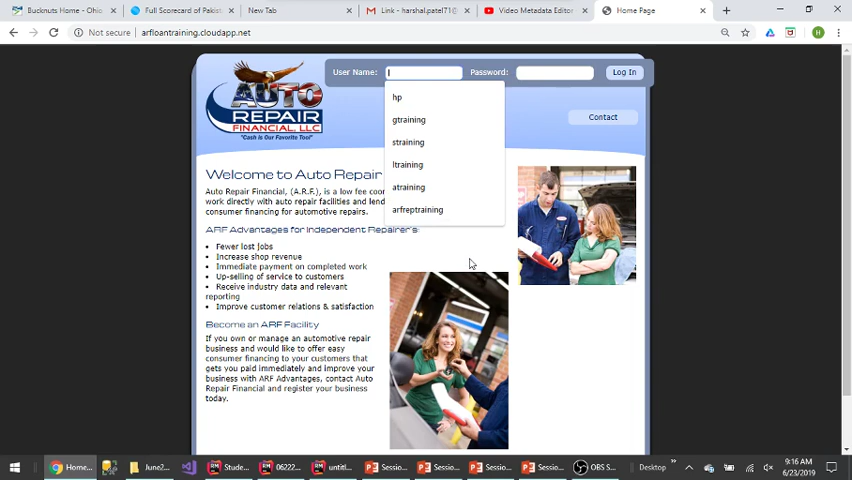 Bucknuts Home - Ohio
Full Scorecard of Pakist
New Tab
Link - harshal.patel71@
Video Metadata Editor
Home Page
Not secure | arfloantraining.cloudapp.net
H
AUTO
REPAIR
FINANCIAL, LLC
"Cash Is Our Favorite Tool"
User Name:
Password:
Log In
hp
gtraining
straining
ltraining
atraining
arfreptraining
Contact
Welcome to Auto Repair
Auto Repair Financial, (A.R.F.), is a low fee
work directly with auto repair facilities and lend
consumer financing for automotive repairs.
ARF Advantages for Independent Repairer's
• Fewer lost jobs
• Increase shop revenue
• Immediate payment on completed work
• Up-selling of service to customers
• Receive industry data and relevant
reporting
• Improve customer relations & satisfaction
Become an ARF Facility
If you own or manage an automotive repair
business and would like to offer easy
consumer financing to your customers that
gets you paid immediately and improve your
business with ARF Advantages, contact Auto
Repair Financial and register your business
today.
Home...
June2...
Stude...
06222...
untitl...
Sessio...
Sessio...
Sessio...
Sessio...
OBS S...
Desktop
9:16 AM
6/23/2019